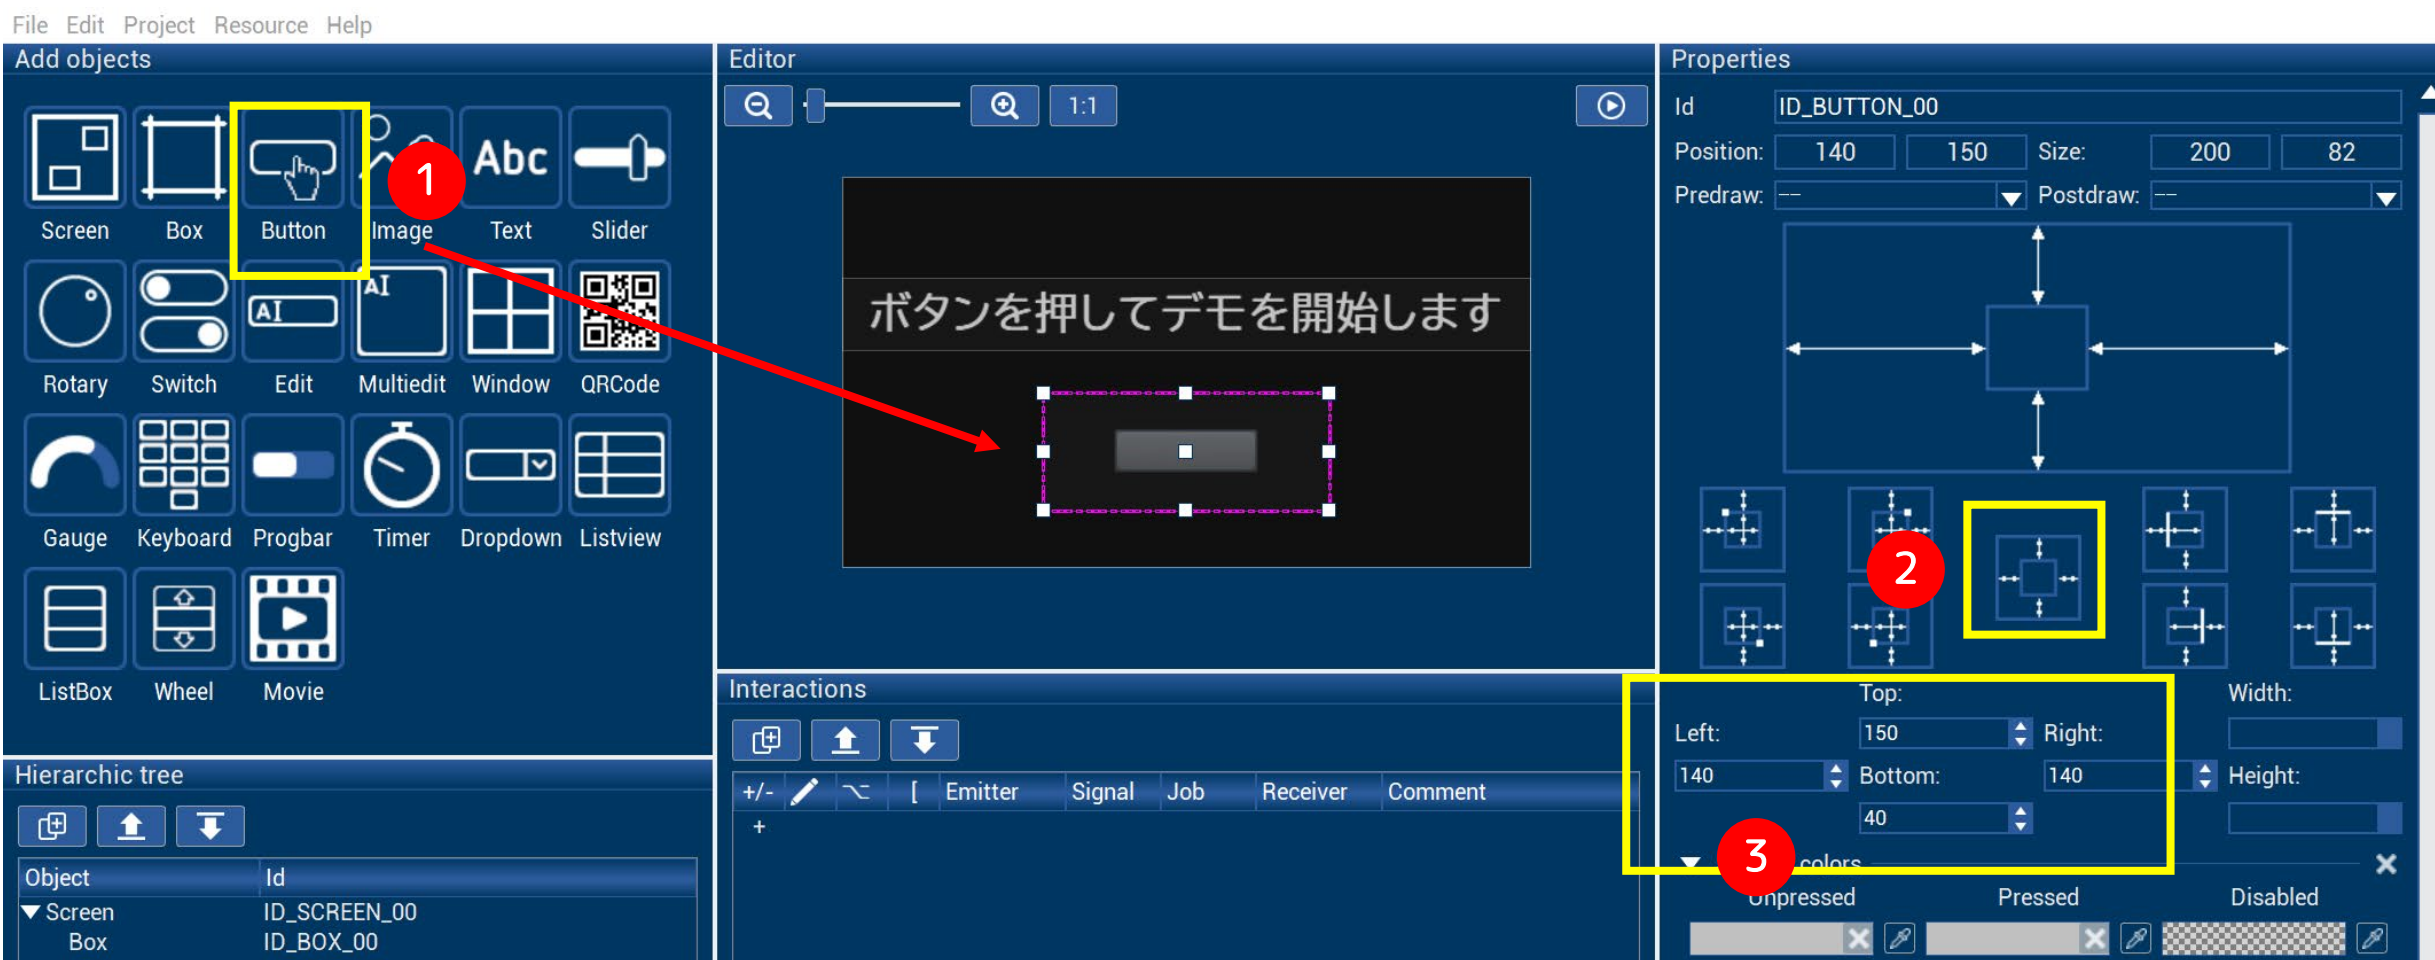 File Edit Project Resource Help
Add objects
Screen Box Button Image Text Slider
Abc
1
Rotary Switch Edit Multiedit Window QRCode
AI
AI
Gauge Keyboard Progbar Timer Dropdown Listview
ListBox Wheel Movie
Hierarchic tree
Object Id
Screen ID_SCREEN_00
Box ID_BOX_00
Editor
1:1
ボタンを押してデモを開始します
Interactions
+/- [ Emitter Signal Job Receiver Comment
+
Properties
Id ID_BUTTON_00
Position: 140 150 Size: 200 82
Predraw: -- Postdraw: --
2
Top: Width:
Left: 150 Right:
140 Bottom: 140 Height:
40
3
colors
Unpressed Pressed Disabled